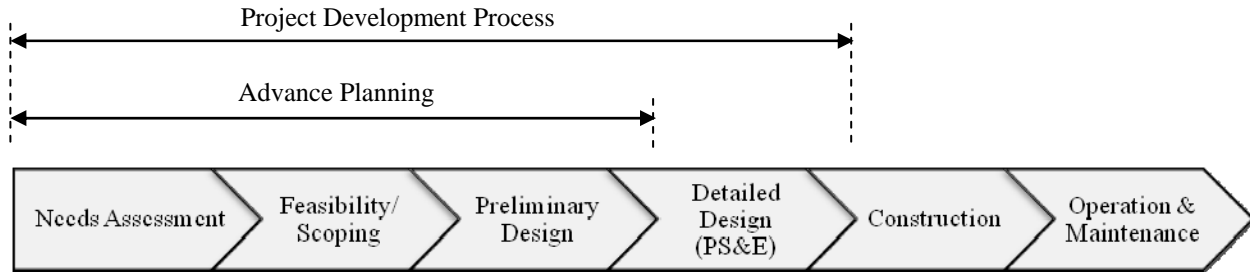 Project Development Process
Advance Planning
Needs Assessment
Feasibility/
Scoping
Preliminary
Design
Detailed
Design
(PS&E)
Construction
Operation &
Maintenance